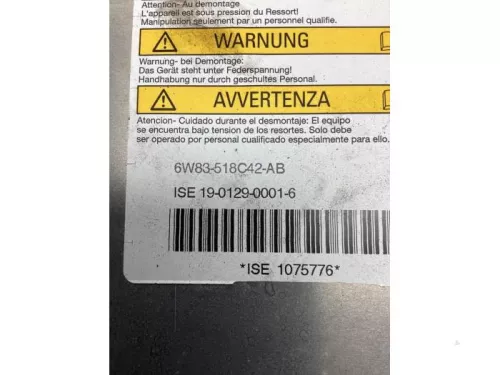 Attention- Au demontage
L'appareil est sous pression du Ressort!
Manipulation seulement par un personnel qualifie.
WARNUNG
Warnung- bei Demontage:
Das Gerät steht unter Federspannung!
Handhabung nur durch geschultes Personal.
AVVERTENZA
Atencion- Cuidado durante el desmontaje: El equipo
se encuentra bajo tension de los resortes. Solo debe
ser operado por personal cualificado especialmente para ello.
6W83-518C42-AB
ISE 19-0129-0001-6
*ISE 1075776*